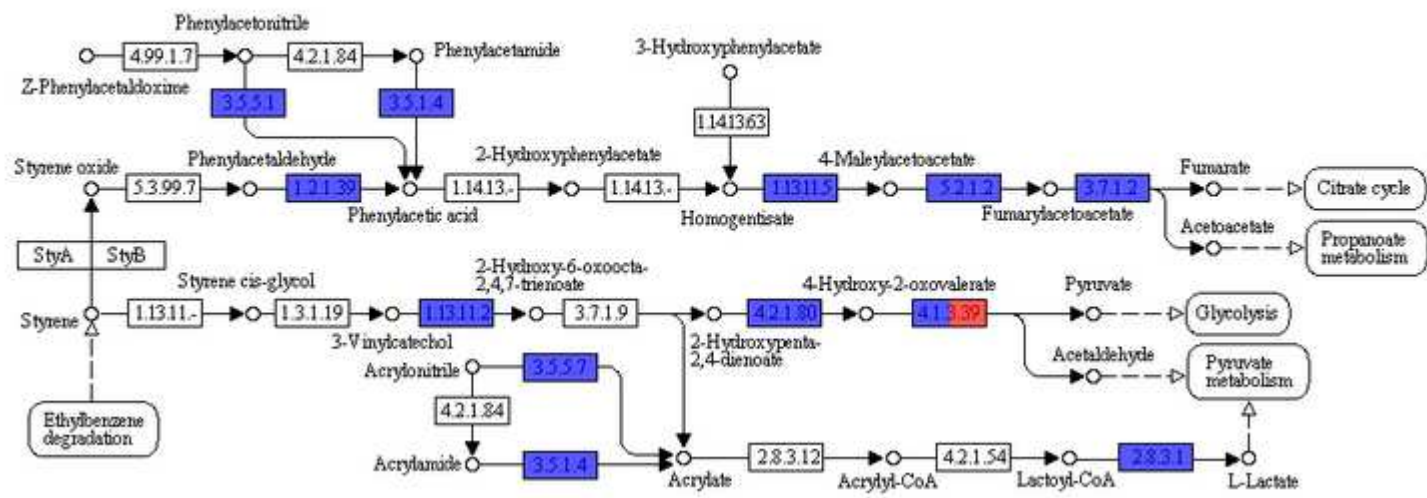 Phenylacetonitrile
4.99.1.7
4.2.1.84
Phenylacetamide
3-Hydroxyphenylacetate
Z-Phenylacetaldoxime
3.5.5.1
3.5.1.4
1.14.13.63
Styrene oxide
Phenylacetaldehyde
2-Hydroxyphenylacetate
4-Maleylacetoacetate
Fumarate
5.3.99.7
1.2.1.39
1.14.13.-
1.14.13.-
1.13.11.5
5.2.1.2
3.7.1.2
Citrate cycle
Phenylacetic acid
Homogentisate
Fumarylacetoacetate
Acetoacetate
Propanoate
metabolism
StyA
StyB
Styrene cis-glycol
2-Hydroxy-6-oxoocta-
2,4,7-trienoate
4-Hydroxy-2-oxovalerate
Pyruvate
Styrene
1.13.11.-
1.3.1.19
1.13.11.2
3.7.1.9
4.2.1.80
4.1.3.39
Glycolysis
3-Vinylcatechol
2-Hydroxypenta-
2,4-dienoate
Acetaldehyde
Pyruvate
metabolism
Acrylonitrile
3.5.5.7
4.2.1.84
Ethylbenzene
degradation
Acrylamide
3.5.1.4
Acrylate
2.8.3.12
Acrylyl-CoA
4.2.1.54
Lactoyl-CoA
2.8.3.1
L-Lactate